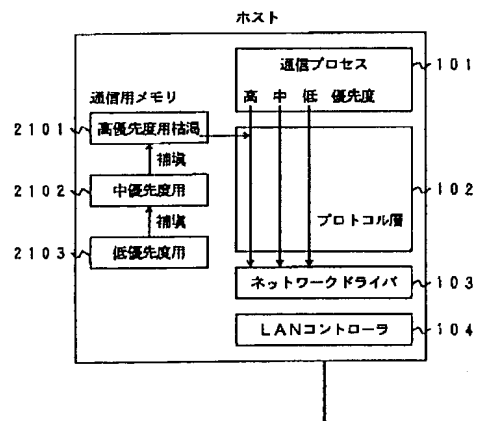 ホスト
通信プロセス
高 中 低 優先度
101
通信用メモリ
2101
高優先度用枯渇
補填
2102
中優先度用
102
プロトコル層
補填
2103
低優先度用
ネットワークドライバ
103
LANコントローラ
104